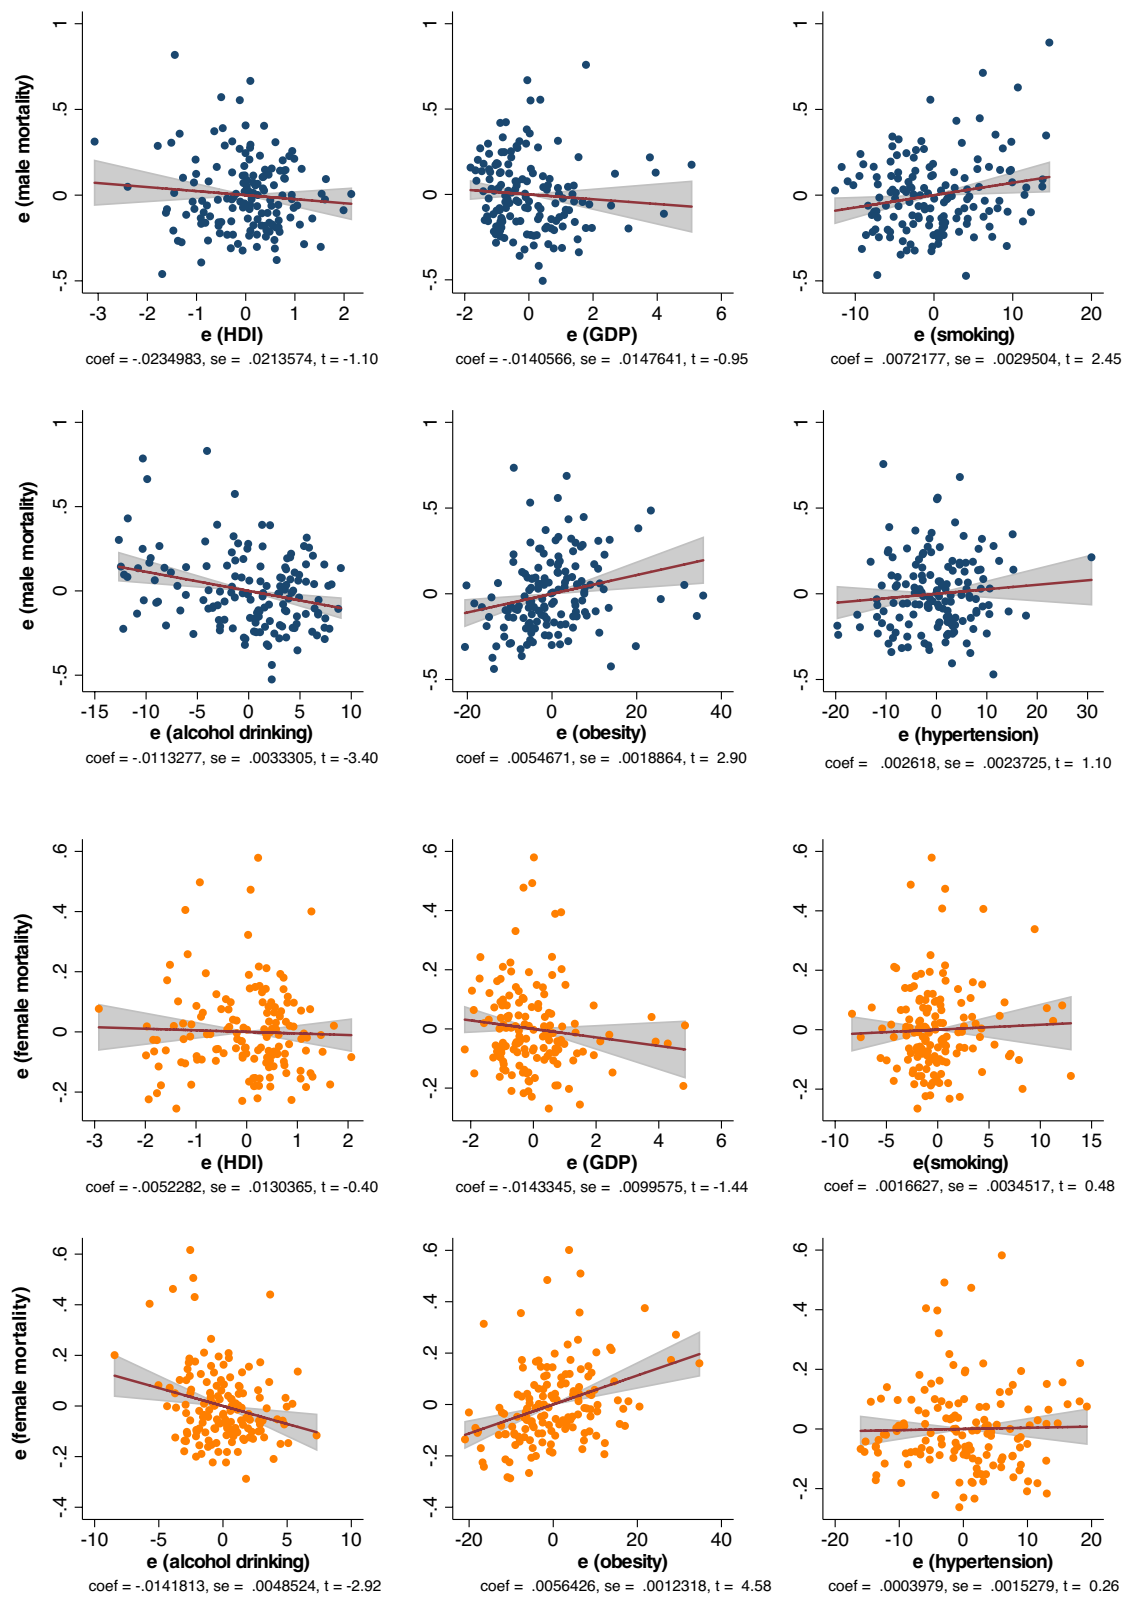 e (male mortality)
1
.5
0
-.5
-3 -2 -1 0 1 2
e (HDI)
coef = -.0234983, se = .0213574, t = -1.10
1
.5
0
-.5
-2 0 2 4 6
e (GDP)
coef = -.0140566, se = .0147641, t = -0.95
1
.5
0
-.5
-10 0 10 20
e (smoking)
coef = .0072177, se = .0029504, t = 2.45
e (male mortality)
1
.5
0
-.5
-15 -10 -5 0 5 10
e (alcohol drinking)
coef = -.0113277, se = .0033305, t = -3.40
1
.5
0
-.5
-20 0 20 40
e (obesity)
coef = .0054671, se = .0018864, t = 2.90
1
.5
0
-.5
-20 -10 0 10 20 30
e (hypertension)
coef = .002618, se = .0023725, t = 1.10
e (female mortality)
.6
.4
.2
0
-.2
-3 -2 -1 0 1 2
e (HDI)
coef = -.0052282, se = .0130365, t = -0.40
.6
.4
.2
0
-.2
-2 0 2 4 6
e (GDP)
coef = -.0143345, se = .0099575, t = -1.44
.6
.4
.2
0
-.2
-10 -5 0 5 10 15
e(smoking)
coef = .0016627, se = .0034517, t = 0.48
e (female mortality)
.6
.4
.2
0
-.2
-.4
-10 -5 0 5 10
e (alcohol drinking)
coef = -.0141813, se = .0048524, t = -2.92
.6
.4
.2
0
-.2
-.4
-20 0 20 40
e (obesity)
coef = .0056426, se = .0012318, t = 4.58
.6
.4
.2
0
-.2
-20 -10 0 10 20
e (hypertension)
coef = .0003979, se = .0015279, t = 0.26